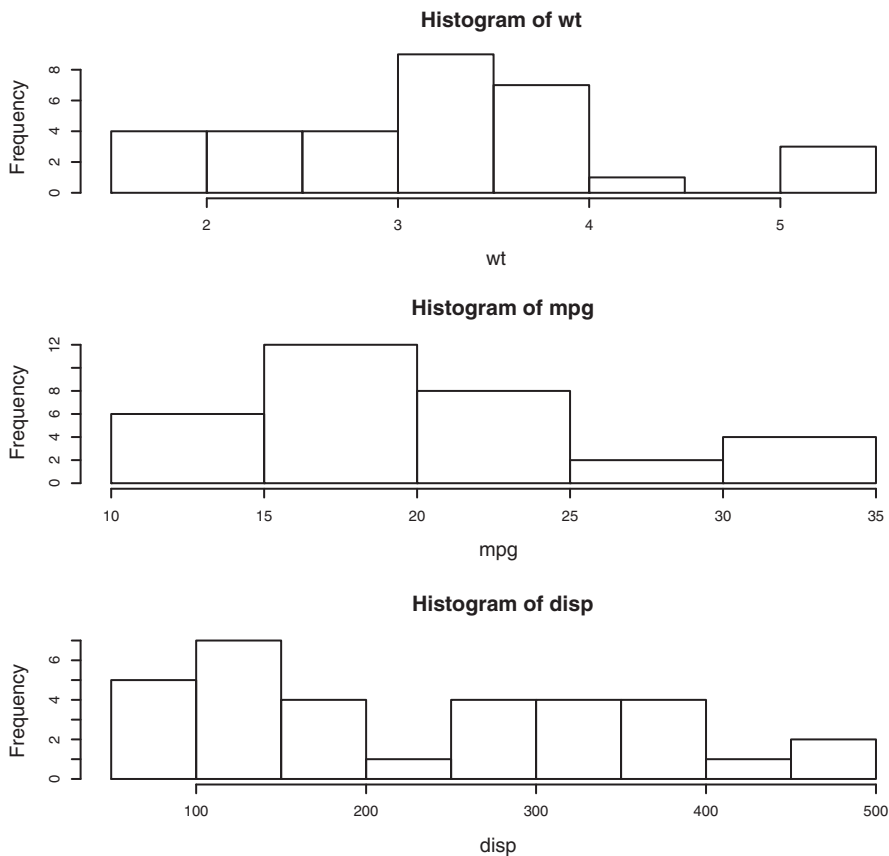 Histogram of wt
Frequency
0 2 4 6 8
2 3 4 5
wt
Histogram of mpg
Frequency
0 2 4 6 8 12
10 15 20 25 30 35
mpg
Histogram of disp
Frequency
0 2 4 6
100 200 300 400 500
disp